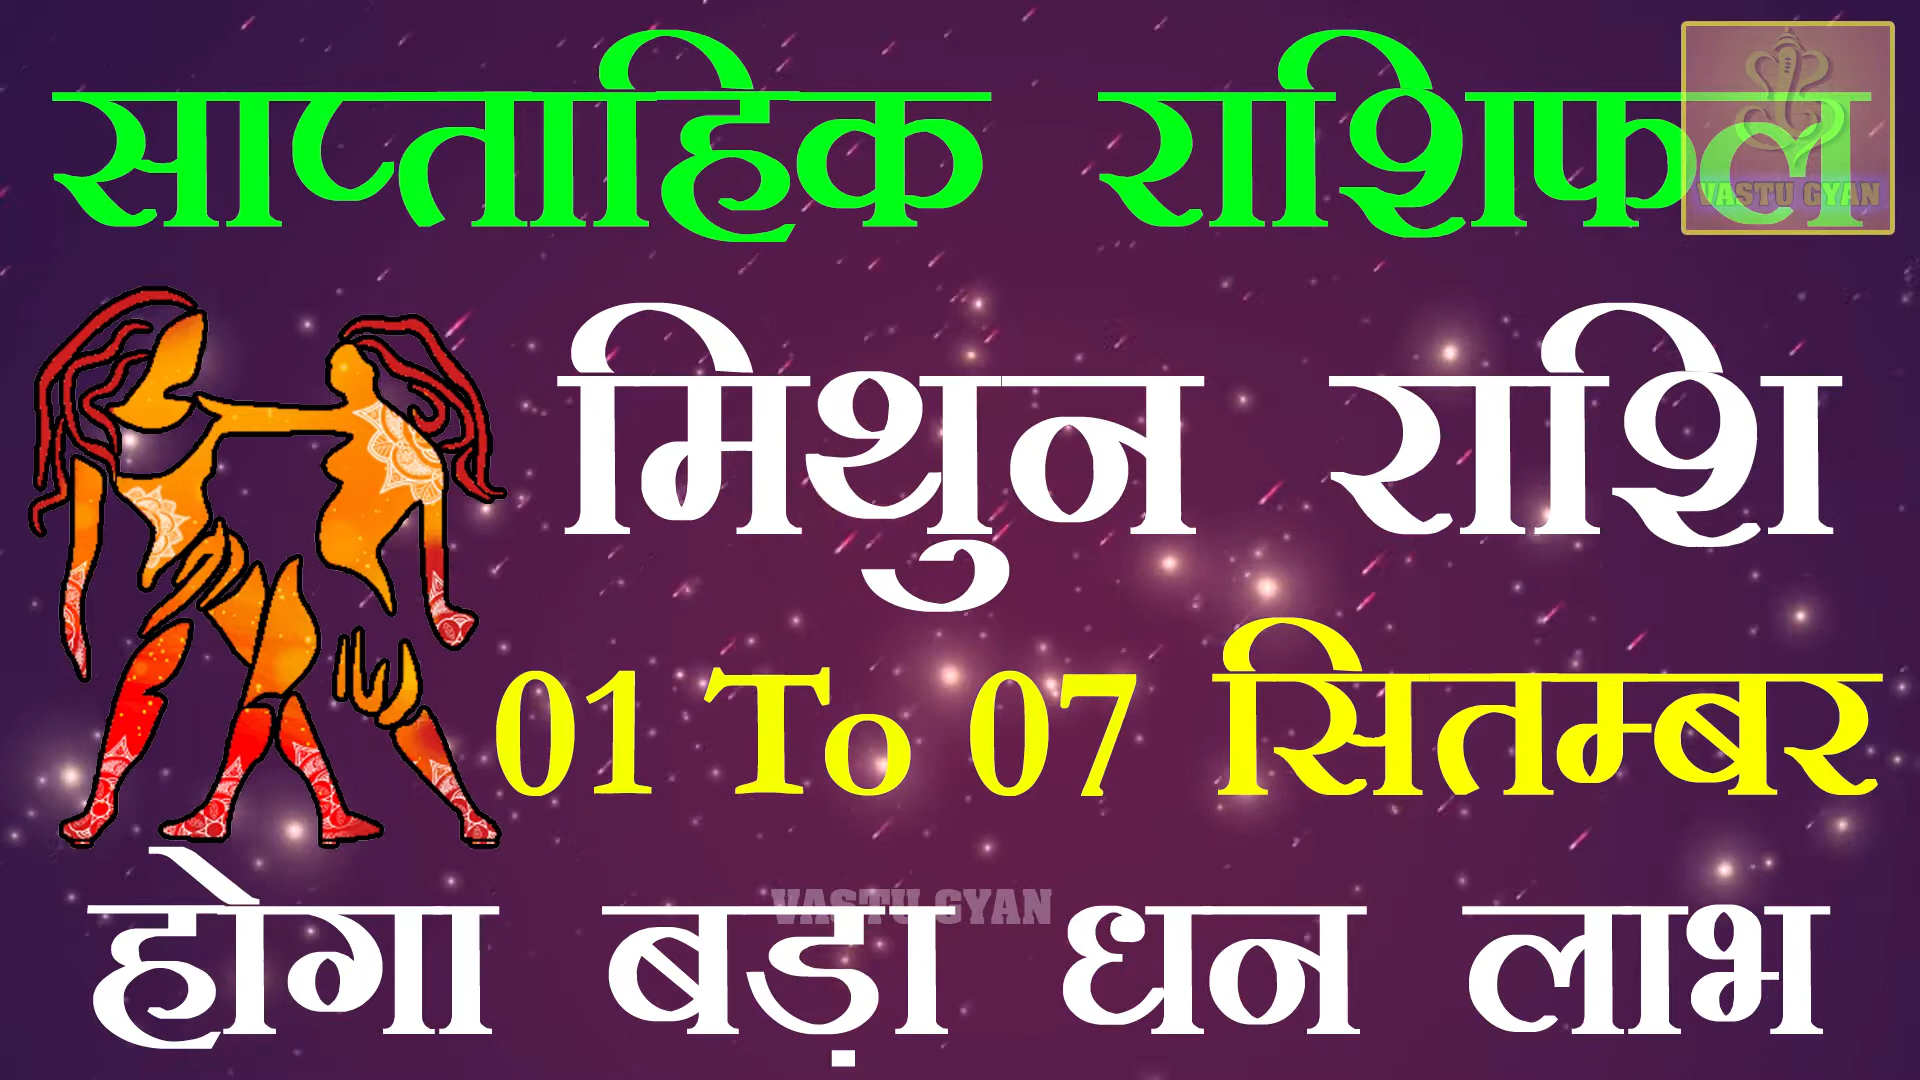 साप्ताहिक राशिफल
VASTU GYAN
मिथुन राशि
01 To 07 सितम्बर
VASTU GYAN
होगा बड़ा धन लाभ